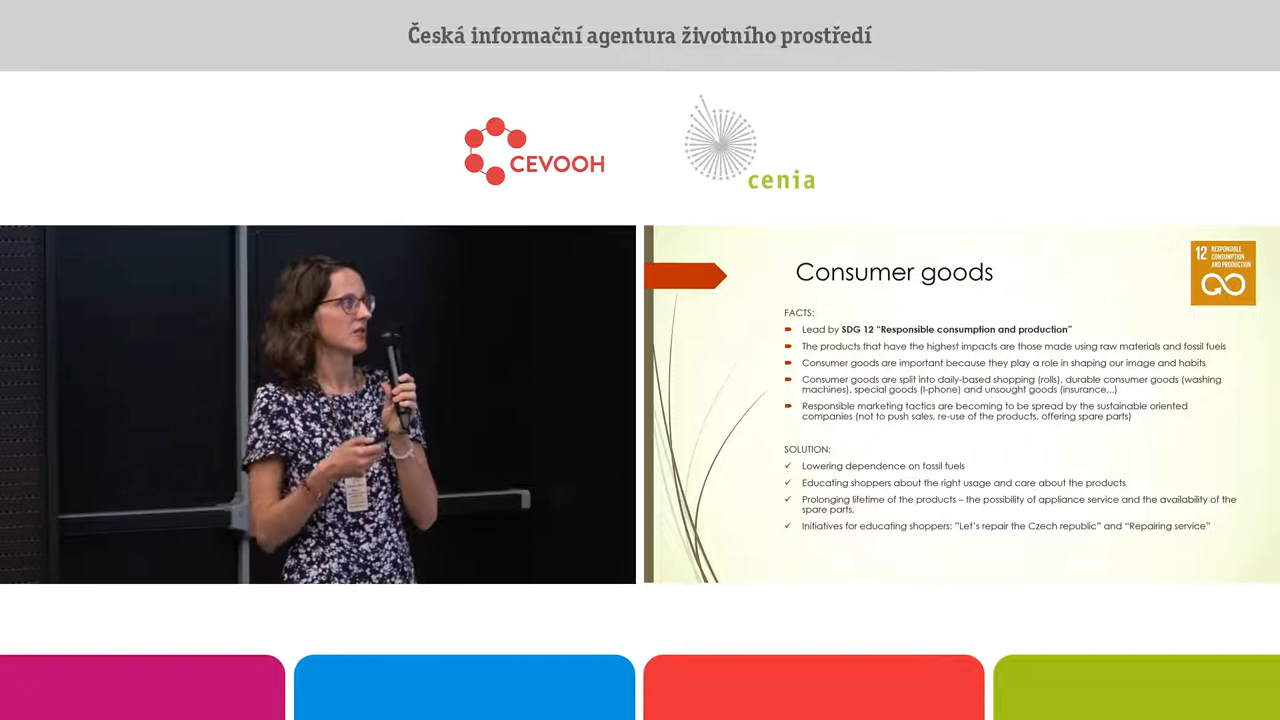 Česká informační agentura životního prostředí
CEVOOH
cenia
Consumer goods
12 RESPONSIBLE
CONSUMPTION
AND PRODUCTION
FACTS:
Lead by SDG 12 “Responsible consumption and production”
The products that have the highest impacts are those made using raw materials and fossil fuels
Consumer goods are important because they play a role in shaping our image and habits
Consumer goods are split into daily-based shopping (rolls), durable consumer goods (washing
machines), special goods (I-phone) and unsought goods (insurance,..)
Responsible marketing tactics are becoming to be spread by the sustainable oriented
companies (not to push sales, re-use of the products, offering spare parts)
SOLUTION:
Lowering dependence on fossil fuels
Educating shoppers about the right usage and care about the products
Prolonging lifetime of the products – the possibility of appliance service and the availability of the
spare parts.
Initiatives for educating shoppers: ”Let’s repair the Czech republic” and “Repairing service”